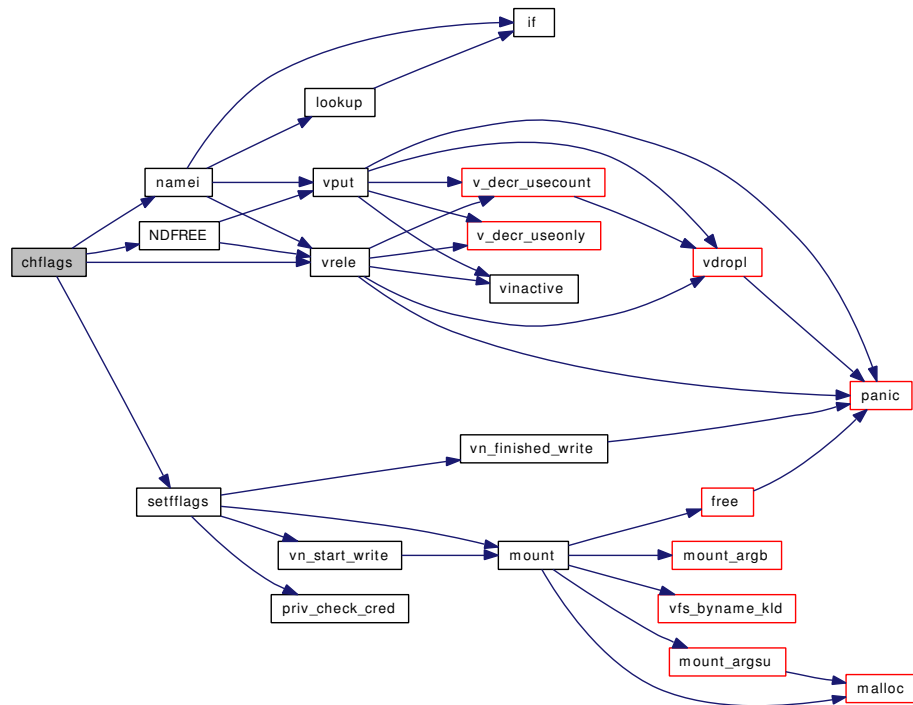 if
lookup
namei
vput
v_decr_usecount
NDFREE
v_decr_useonly
chflags
vrele
vdropl
vinactive
panic
vn_finished_write
setfflags
free
vn_start_write
mount
mount_argb
priv_check_cred
vfs_byname_kld
mount_argsu
malloc